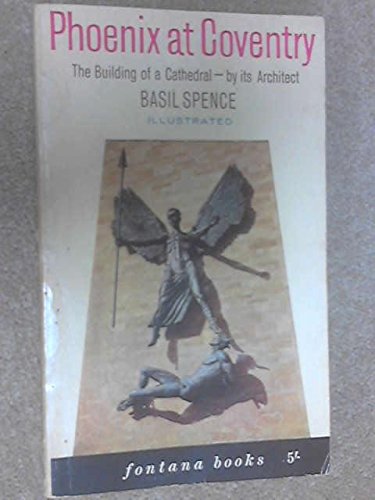 Phoenix at Coventry
The Building of a Cathedral — by its Architect
BASIL SPENCE
ILLUSTRATED
fontana books 5/-